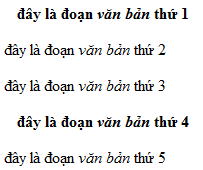 đây là đoạn văn bản thứ 1
đây là đoạn văn bản thứ 2
đây là đoạn văn bản thứ 3
đây là đoạn văn bản thứ 4
đây là đoạn văn bản thứ 5